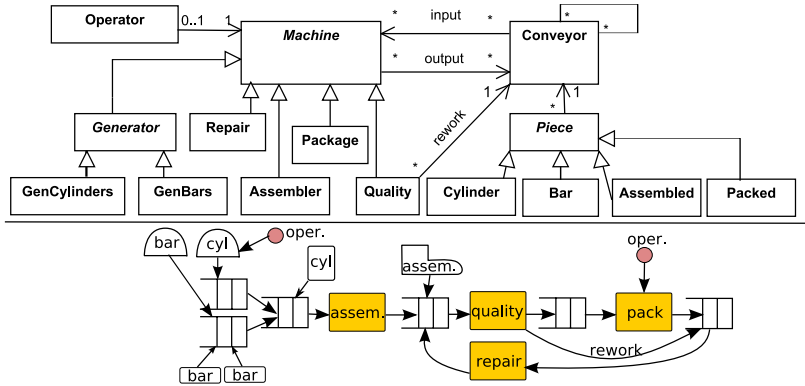 Operator
0..1
1
Machine
*
input
*
*
output
*
Conveyor
*
*
Generator
Repair
Package
1
rework
*
1
*
Piece
GenCylinders
GenBars
Assembler
Quality
Cylinder
Bar
Assembled
Packed
bar
cyl
oper.
cyl
assem.
oper.
assem.
quality
pack
repair
rework
bar
bar